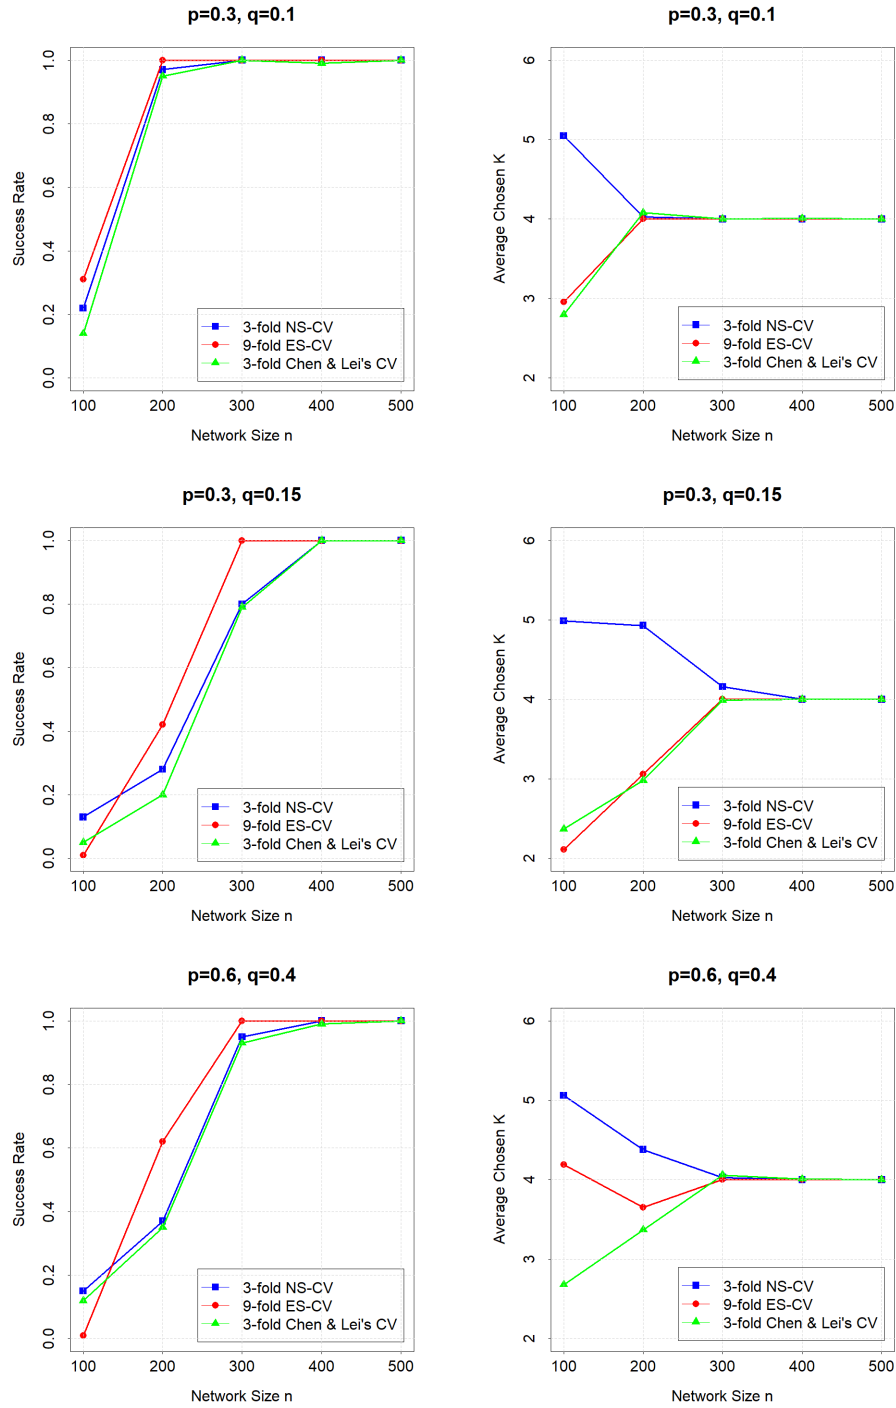 p=0.3, q=0.1
Success Rate
0.0 0.2 0.4 0.6 0.8 1.0
3-fold NS-CV
9-fold ES-CV
3-fold Chen & Lei's CV
100 200 300 400 500
Network Size n
p=0.3, q=0.1
Average Chosen K
2 3 4 5 6
3-fold NS-CV
9-fold ES-CV
3-fold Chen & Lei's CV
100 200 300 400 500
Network Size n
p=0.3, q=0.15
Success Rate
0.0 0.2 0.4 0.6 0.8 1.0
3-fold NS-CV
9-fold ES-CV
3-fold Chen & Lei's CV
100 200 300 400 500
Network Size n
p=0.3, q=0.15
Average Chosen K
2 3 4 5 6
3-fold NS-CV
9-fold ES-CV
3-fold Chen & Lei's CV
100 200 300 400 500
Network Size n
p=0.6, q=0.4
Success Rate
0.0 0.2 0.4 0.6 0.8 1.0
3-fold NS-CV
9-fold ES-CV
3-fold Chen & Lei's CV
100 200 300 400 500
Network Size n
p=0.6, q=0.4
Average Chosen K
2 3 4 5 6
3-fold NS-CV
9-fold ES-CV
3-fold Chen & Lei's CV
100 200 300 400 500
Network Size n